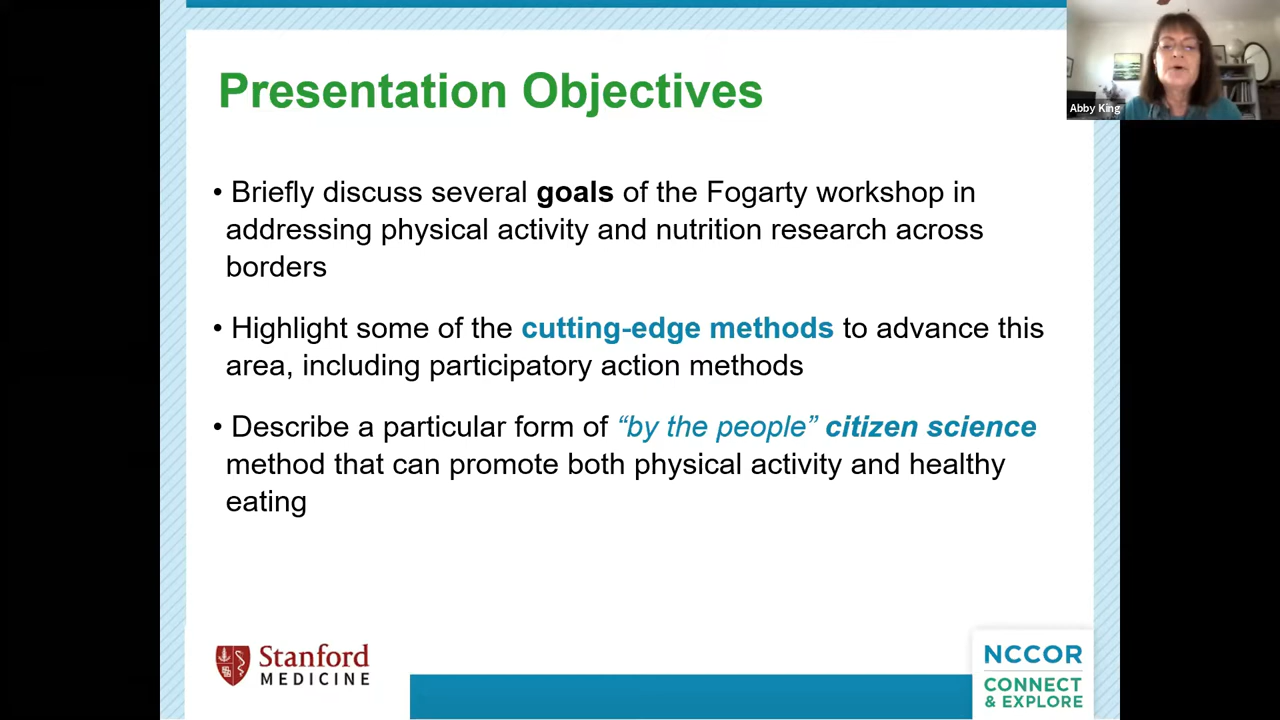 Presentation Objectives
Abby King
• Briefly discuss several goals of the Fogarty workshop in
addressing physical activity and nutrition research across
borders
• Highlight some of the cutting-edge methods to advance this
area, including participatory action methods
• Describe a particular form of “by the people” citizen science
method that can promote both physical activity and healthy
eating
Stanford
MEDICINE
NCCOR
CONNECT
& EXPLORE